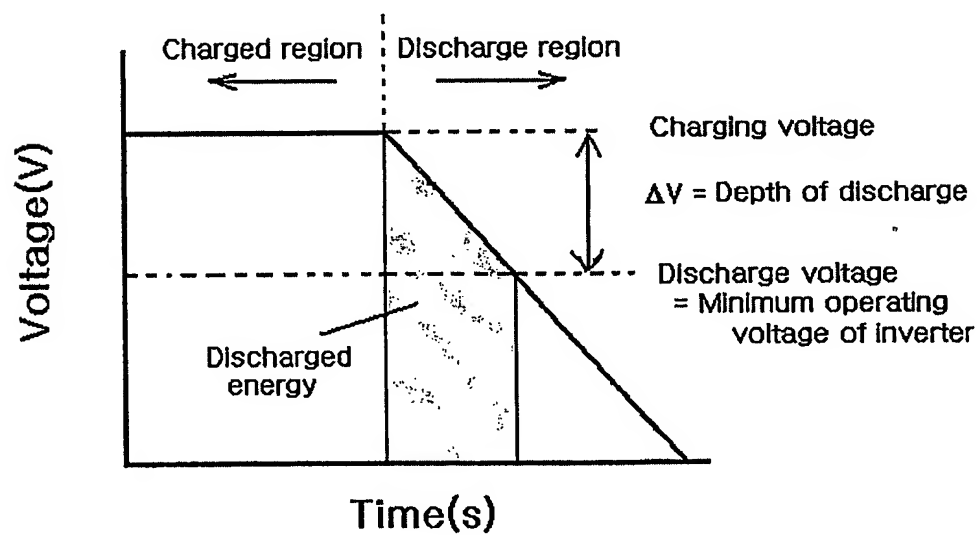 Charged region
Discharge region
Charging voltage
ΔV = Depth of discharge
Discharge voltage
= Minimum operating
voltage of inverter
Discharged
energy
Voltage(V)
Time(s)